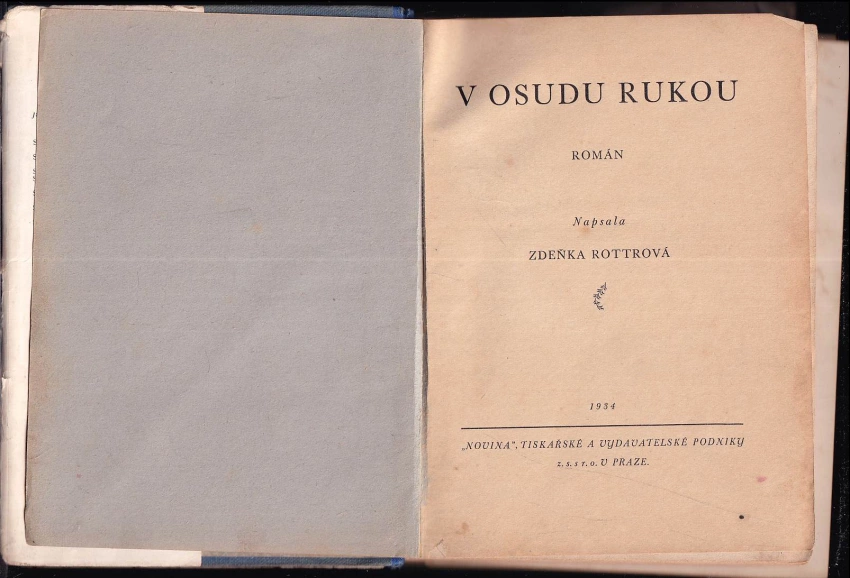 V OSUDU RUKOU
ROMÁN
Napsala
ZDEŇKA ROTTROVÁ
1934
„NOVINA", TISKAŘSKÉ A VYDAVATELSKÉ PODNIKY
z. s. s r. o. V PRAZE.